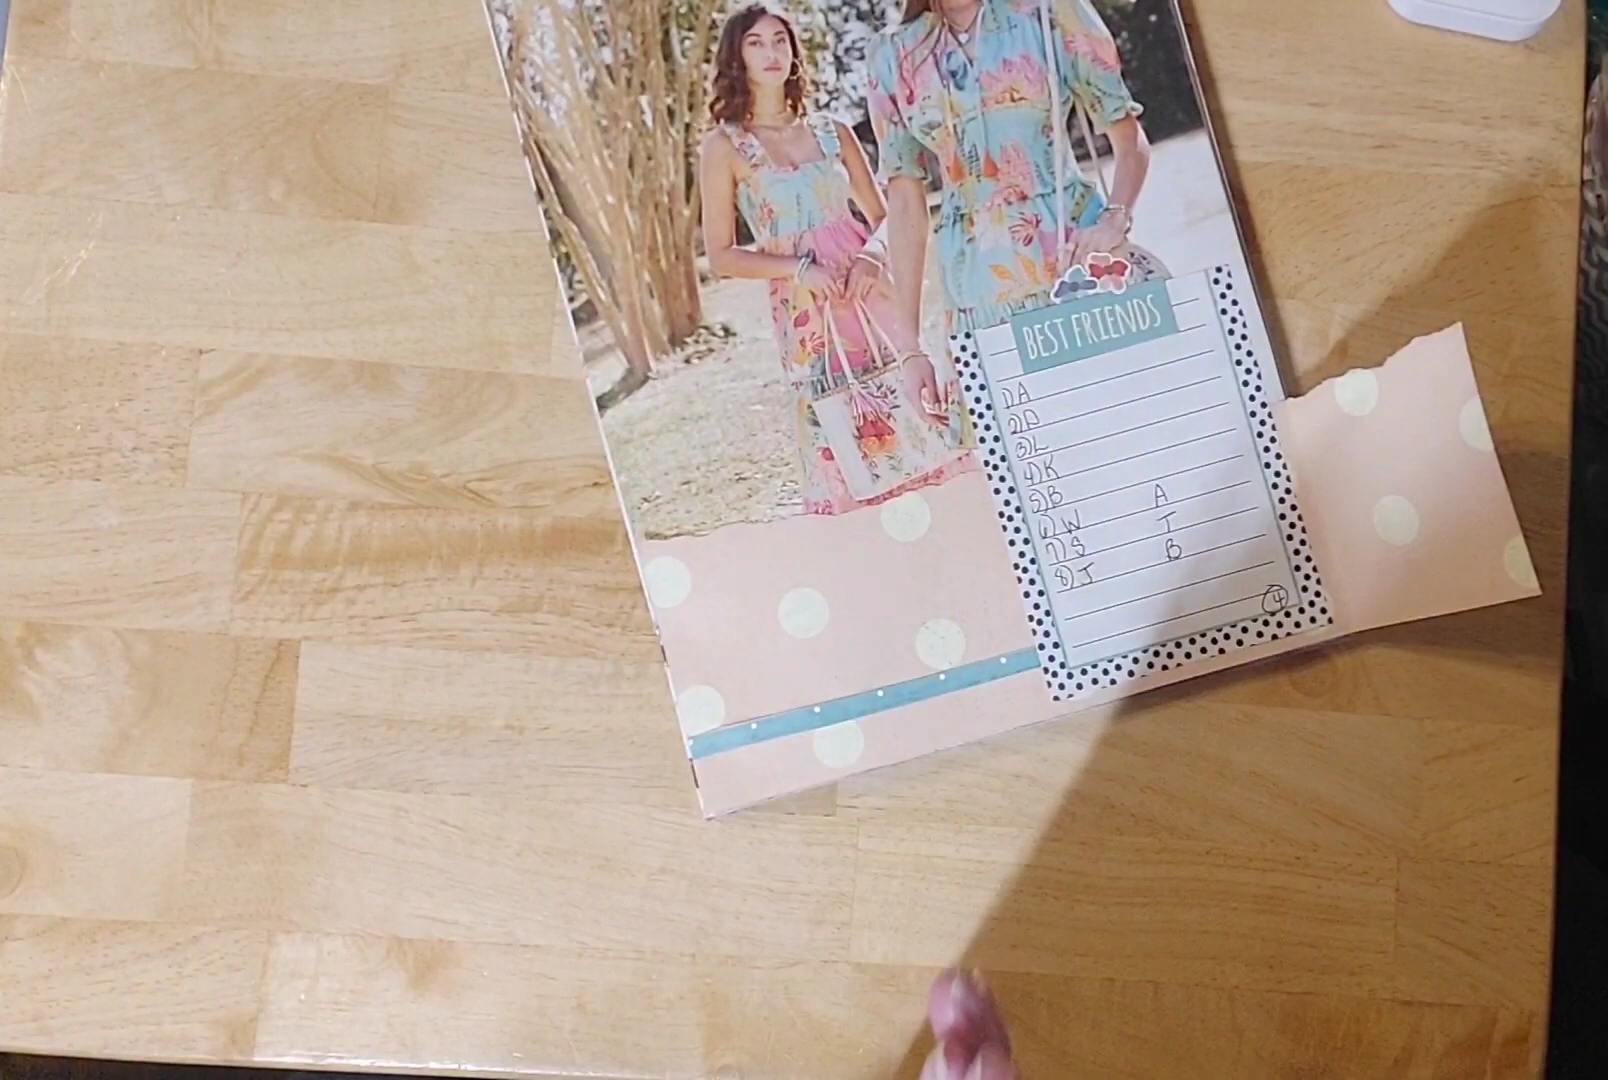 BEST FRIENDS
1) A
2) D
3) L
4) K
5) B
6) W A
7) S T
8) J B
4